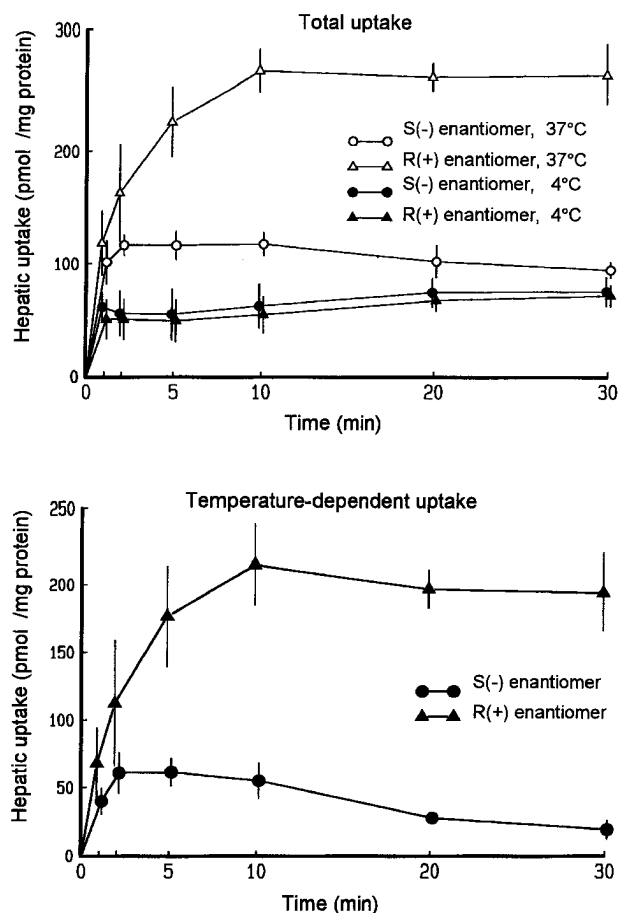 Total uptake
300
200
100
0
Hepatic uptake (pmol /mg protein)
S(-) enantiomer, 37°C
R(+) enantiomer, 37°C
S(-) enantiomer, 4°C
R(+) enantiomer, 4°C
0 5 10 20 30
Time (min)
Temperature-dependent uptake
250
200
150
100
50
0
Hepatic uptake (pmol /mg protein)
S(-) enantiomer
R(+) enantiomer
0 5 10 20 30
Time (min)